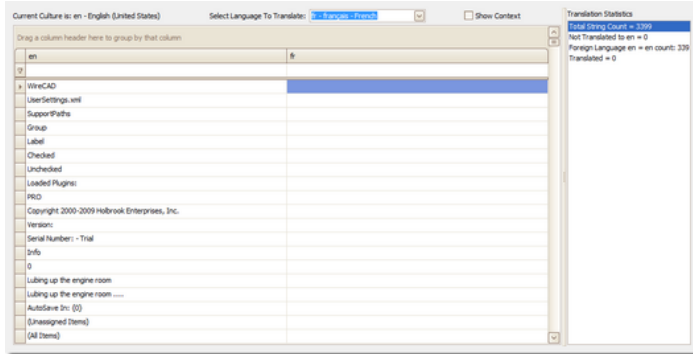 Current Culture is: en - English (United States)
Select Language To Translate: fr - français - French
Show Context
Drag a column header here to group by that column
en fr
WireCAD
UserSettings.xml
SupportPaths
Group
Label
Checked
Unchecked
Loaded Plugins:
PRO
Copyright 2000-2009 Holbrook Enterprises, Inc.
Version:
Serial Number: - Trial
Info
0
Lubing up the engine room
Lubing up the engine room .....
AutoSave In: {0}
(Unassigned Items)
(All Items)
Translation Statistics
Total String Count = 3399
Not Translated to en = 0
Foreign Language en = en count: 339
Translated = 0